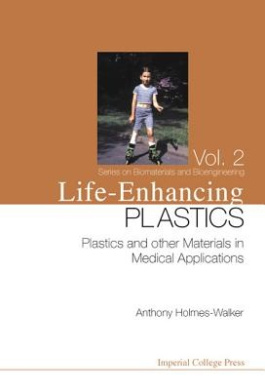 Vol. 2
Series on Biomaterials and Bioengineering
Life-Enhancing
PLASTICS
Plastics and other Materials in
Medical Applications
Anthony Holmes-Walker
Imperial College Press